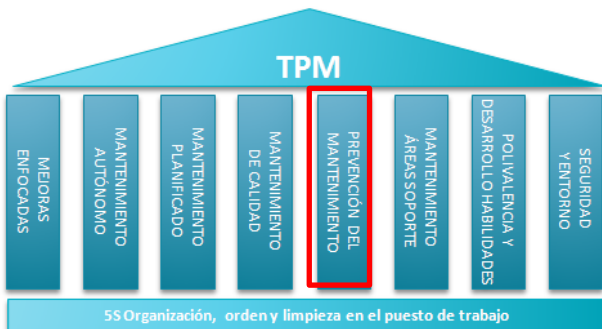 TPM
MEJORAS
ENFOCADAS
MANTENIMIENTO
AUTÓNOMO
MANTENIMIENTO
PLANIFICADO
MANTENIMIENTO
DE CALIDAD
PREVENCIÓN DEL
MANTENIMIENTO
MANTENIMIENTO
ÁREAS SOPORTE
POLIVALENCIA Y
DESARROLLO HABILIDADES
SEGURIDAD
Y ENTORNO
5S Organización, orden y limpieza en el puesto de trabajo